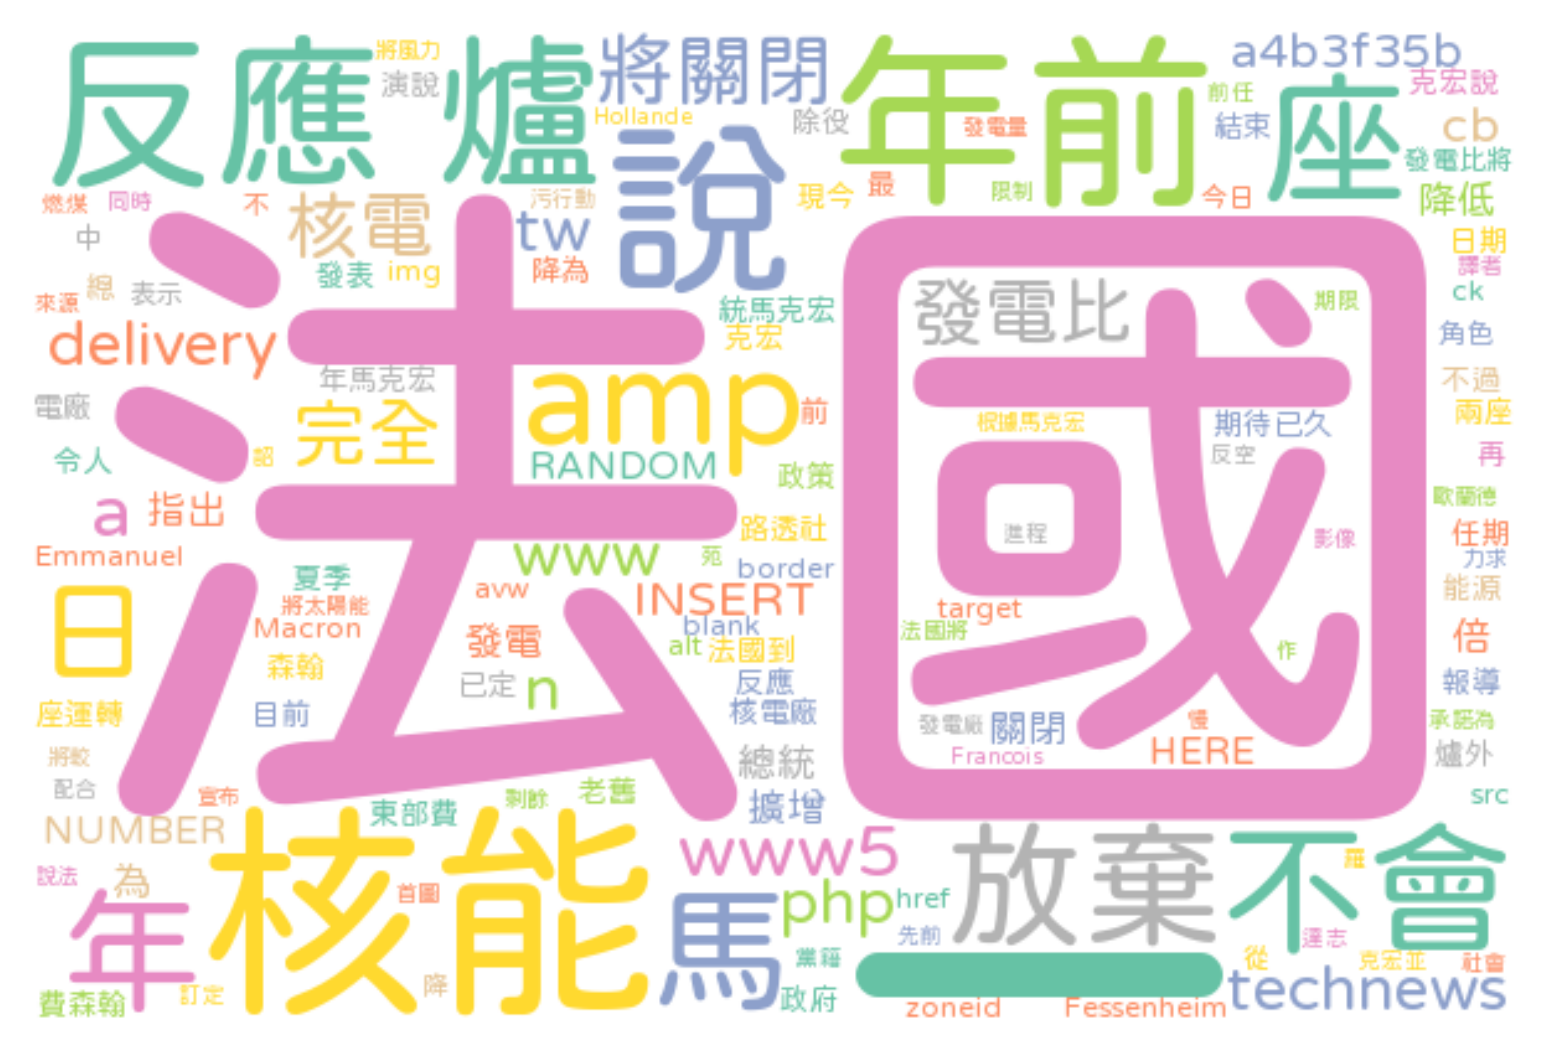 反應爐
將風力
演說
將關閉
Hollande
說
除役
年前
發電量
前任
限制
今日
座
結束
a4b3f35b
克宏說
cb
發電比將
降低
燃煤
同時
不
核電
污行動
tw
現今
最
中
總
表示
發表
img
降為
統馬克宏
克宏
日期
譯者
ck
角色
來源
delivery
年馬克宏
電廠
完全
amp
前
法
國
發電比
期限
根據馬克宏
期待已久
反空
不過
兩座
再
令人
韶
RANDOM
政策
a
指出
路透社
進程
影像
歐蘭德
任期
力求
能源
Emmanuel
www
苑
border
夏季
avw
INSERT
將太陽能
Macron
blank
target
法國將
作
倍
日
發電
alt
法國到
森翰
已定
n
反應
核電廠
報導
座運轉
目前
發電廠
關閉
慢
承諾為
將較
總統
Francois
HERE
爐外
配合
宣布
老舊
剩餘
擴增
src
NUMBER
東部費
核能
www5
放棄
不會
羅
說法
為
首圖
php
href
年
馬
先前
達志
黨籍
一
從
克宏並
社會
費森翰
訂定
降
政府
zoneid
Fessenheim
technews